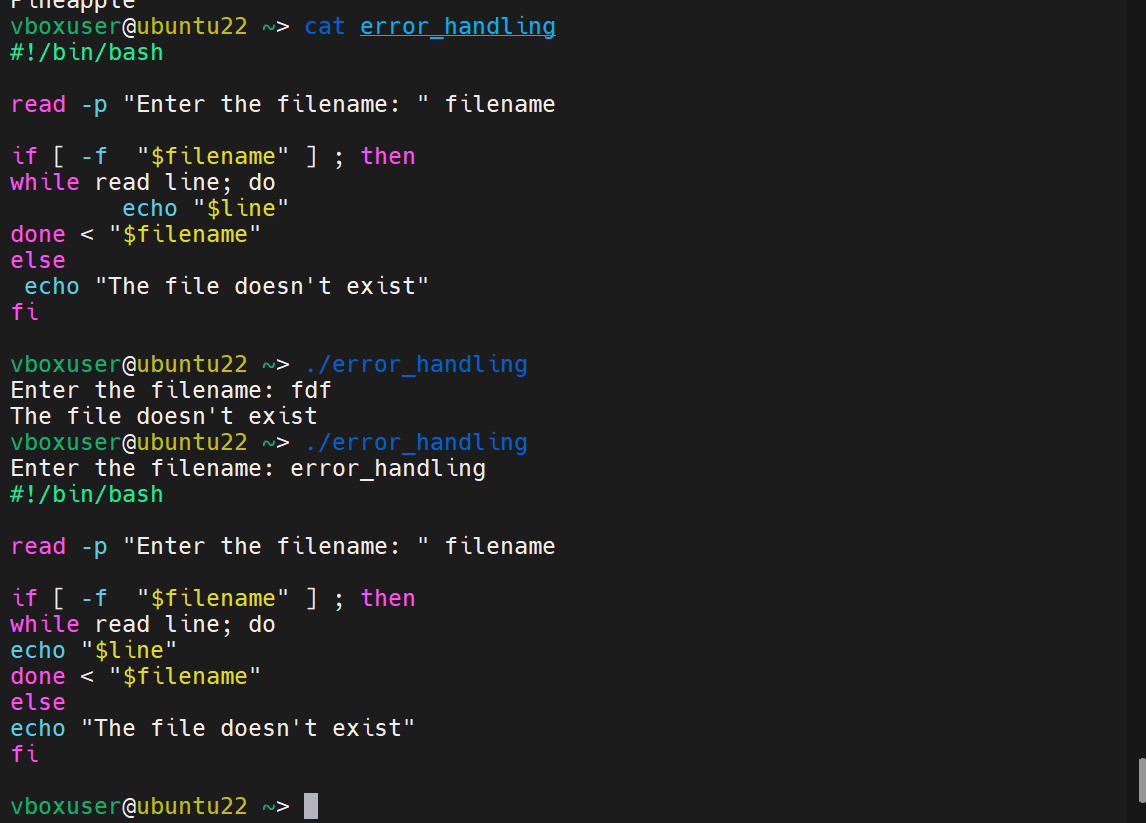 Pineapple
vboxuser@ubuntu22 ~> cat error_handling
#!/bin/bash

read -p "Enter the filename: " filename

if [ -f  "$filename" ] ; then
while read line; do
        echo "$line"
done < "$filename"
else
 echo "The file doesn't exist"
fi

vboxuser@ubuntu22 ~> ./error_handling
Enter the filename: fdf
The file doesn't exist
vboxuser@ubuntu22 ~> ./error_handling
Enter the filename: error_handling
#!/bin/bash

read -p "Enter the filename: " filename

if [ -f  "$filename" ] ; then
while read line; do
echo "$line"
done < "$filename"
else
echo "The file doesn't exist"
fi

vboxuser@ubuntu22 ~>